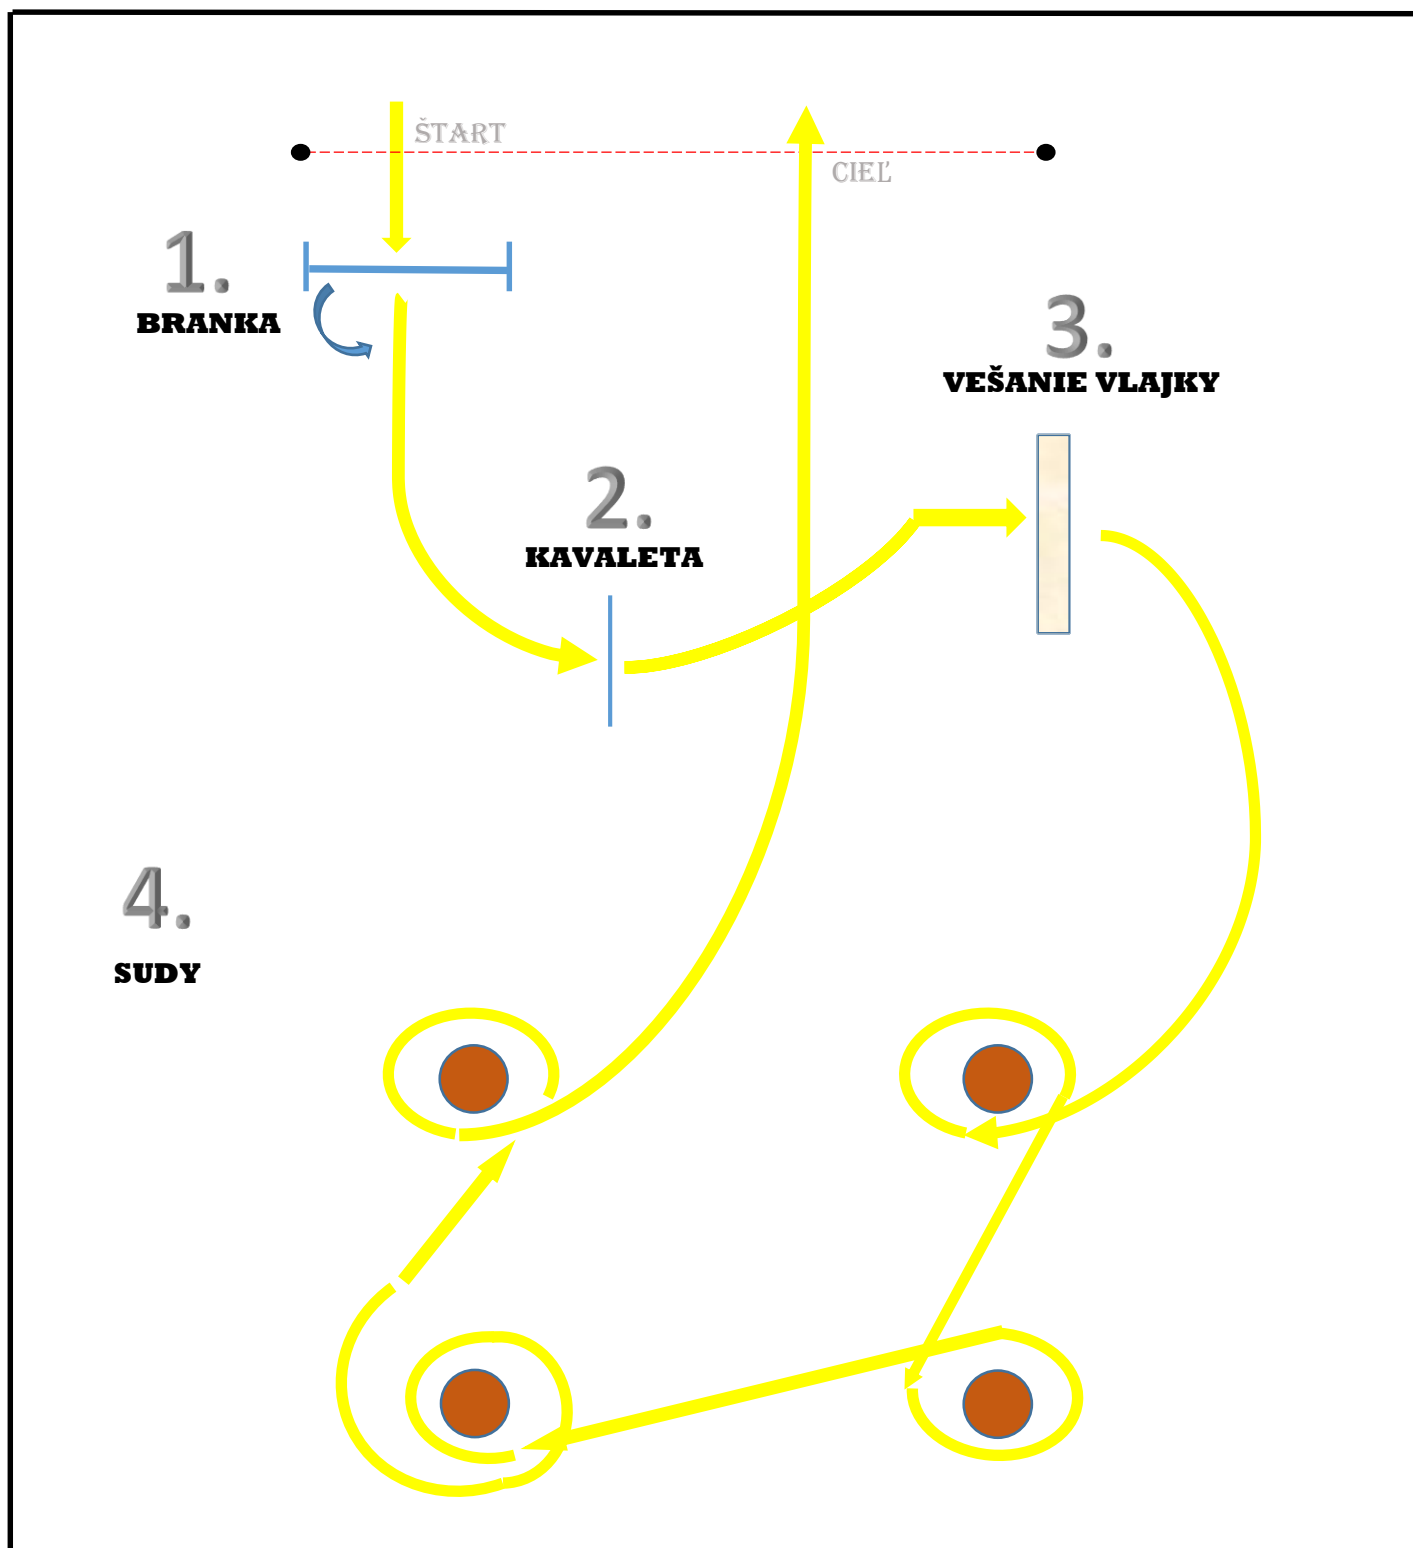 ŠTART
CIEĽ
1.
BRANKA
3.
VEŠANIE VLAJKY
2.
KAVALETA
4.
SUDY